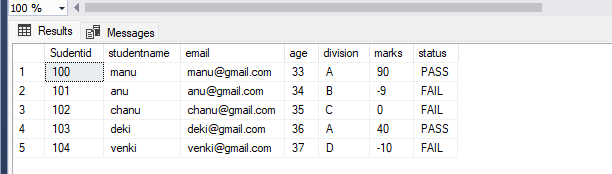 100 %
Results Messages
Sudentid studentname email age division marks status
1 100 manu manu@gmail.com 33 A 90 PASS
2 101 anu anu@gmail.com 34 B -9 FAIL
3 102 chanu chanu@gmail.com 35 C 0 FAIL
4 103 deki deki@gmail.com 36 A 40 PASS
5 104 venki venki@gmail.com 37 D -10 FAIL